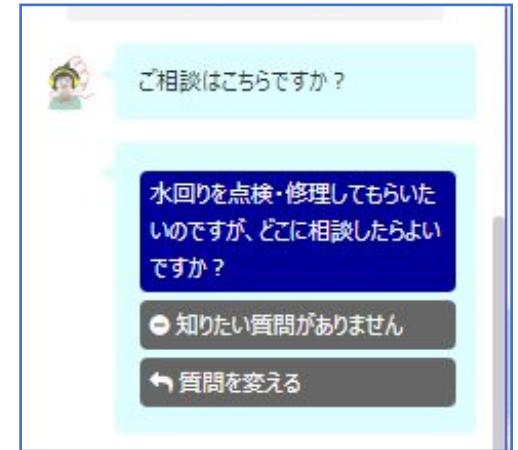 ご相談はこちらですか？
水回りを点検・修理してもらいた
いのですが、どこに相談したらよい
ですか？
知りたい質問がありません
質問を変える